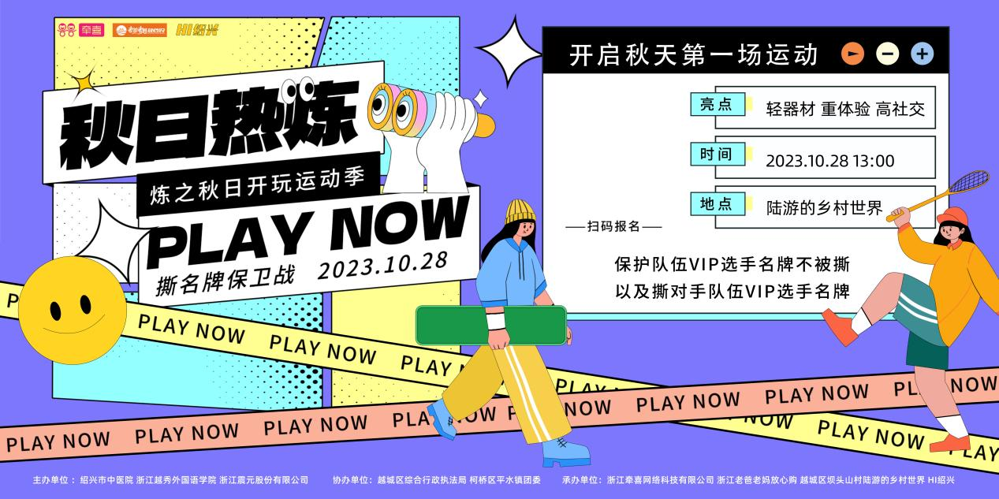 牵喜
HI绍兴
秋日热炼
炼之秋日开玩运动季
PLAY NOW
撕名牌保卫战 2023.10.28
开启秋天第一场运动
亮点
轻器材 重体验 高社交
时间
2023.10.28 13:00
地点
陆游的乡村世界
扫码报名
保护队伍VIP选手名牌不被撕
以及撕对手队伍VIP选手名牌
P
PLAY NOW PLAY NOW PLAY N
PLAY
NOW PLAY NOW PLAY
PLAY NOW PLAY NOW PLAY NOW PLA NOW P NOW PLAY NOW PLAY NOW PL NOW
主办单位：绍兴市中医院 浙江越秀外国语学院 浙江震元股份有限公司
协办单位：越城区综合行政执法局 柯桥区平水镇团委
承办单位：浙江牵喜网络科技有限公司 浙江老爸老妈放心购 越城区坝头山村陆游的乡村世界 HI绍兴